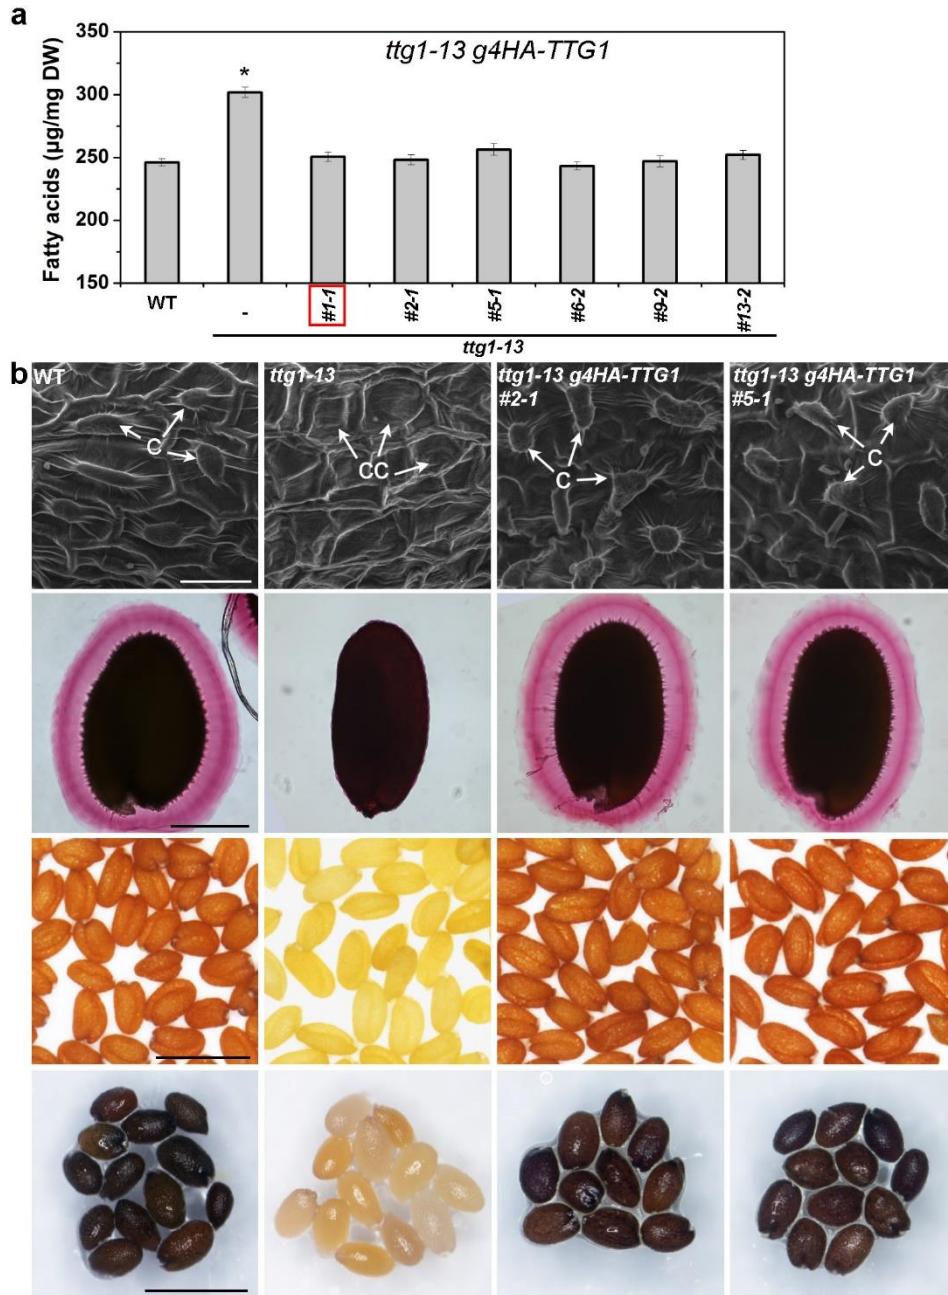 a
ttg1-13 g4HA-TTG1
Fatty acids (µg/mg DW)
350
300
250
200
150
*
WT
-
#1-1
#2-1
#5-1
#6-2
#9-2
#13-2
ttg1-13
b
WT
ttg1-13
ttg1-13 g4HA-TTG1
#2-1
ttg1-13 g4HA-TTG1
#5-1
C
CC
C
C